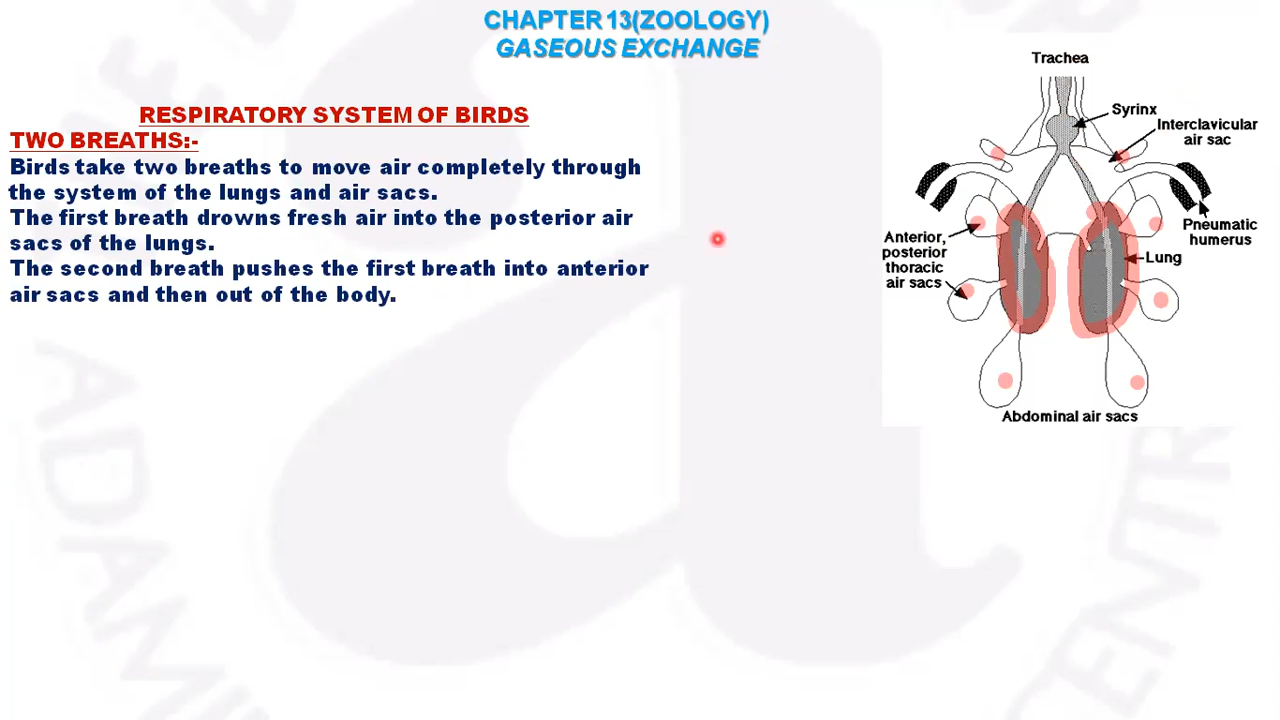 CHAPTER 13(ZOOLOGY)
GASEOUS EXCHANGE
RESPIRATORY SYSTEM OF BIRDS
TWO BREATHS:-
Birds take two breaths to move air completely through
the system of the lungs and air sacs.
The first breath drowns fresh air into the posterior air
sacs of the lungs.
The second breath pushes the first breath into anterior
air sacs and then out of the body.
Trachea
Syrinx
Interclavicular
air sac
Pneumatic
humerus
Anterior,
posterior
thoracic
air sacs
Lung
Abdominal air sacs